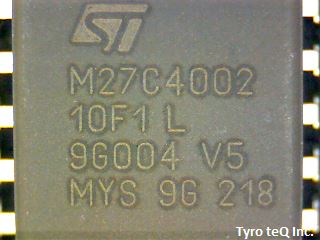 ST
M27C4002
10F1 L
9G004 V5
MYS 9G 218
Tyro teQ Inc.